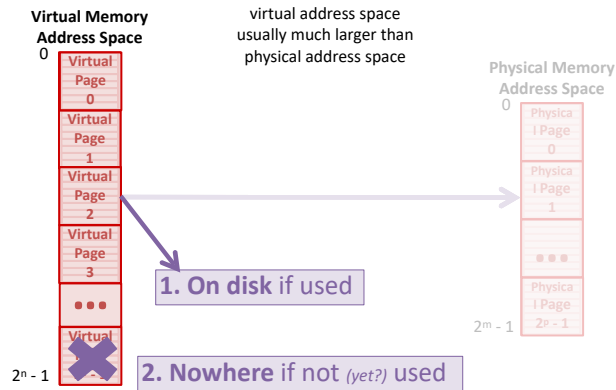 Virtual Memory
Address Space
virtual address space
usually much larger than
physical address space
0
Virtual
Page
0
Virtual
Page
1
Virtual
Page
2
Virtual
Page
3
...
Virtual
- 1
2ⁿ - 1
Physical Memory
Address Space
0
Physica
l Page
0
Physica
l Page
1
...
Physica
l Page
2ᵖ - 1
2ᵐ - 1
1. On disk if used
2. Nowhere if not (yet?) used